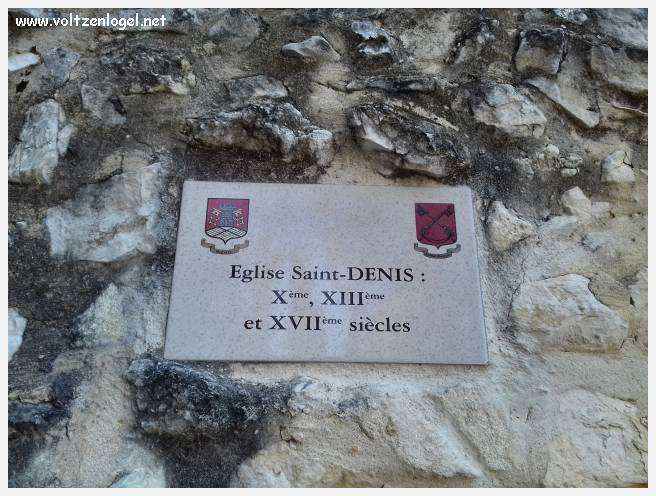 www.voltzenlogel.net
Eglise Saint-DENIS :
Xème, XIIIème
et XVIIème siècles